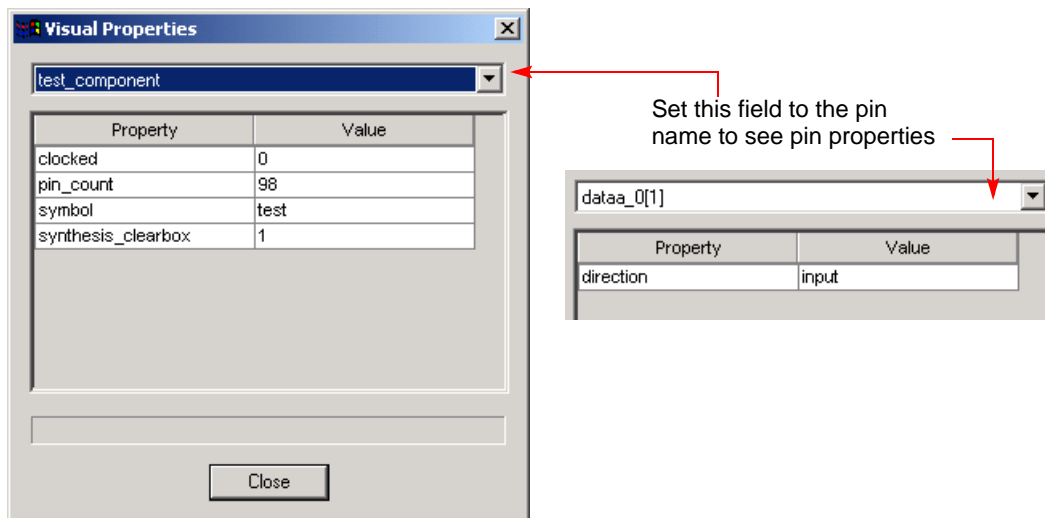 Visual Properties
test_component
Property Value
clocked 0
pin_count 98
symbol test
synthesis_clearbox 1
Close
Set this field to the pin
name to see pin properties
dataa_0[1]
Property Value
direction input